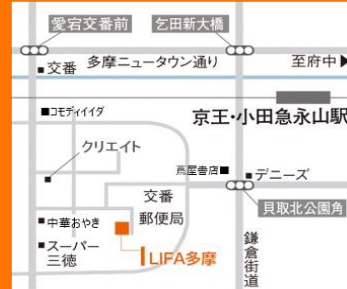 愛宕交番前
乞田新大橋
■交番
多摩ニュータウン通り
至府中▶
■コモディイイダ
京王・小田急永山駅
クリエイト
蔦屋書店■
■デニーズ
交番
貝取北公園角
■中華おやき
郵便局
■スーパー
三徳
LIFA多摩
鎌倉街道